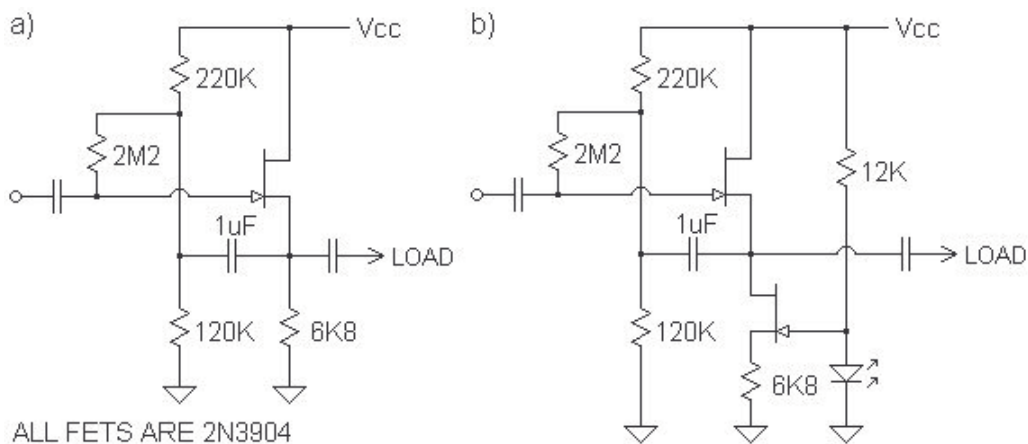 a)
Vcc
220K
2M2
1uF
LOAD
120K
6K8
b)
Vcc
220K
2M2
12K
1uF
LOAD
120K
6K8
ALL FETS ARE 2N3904